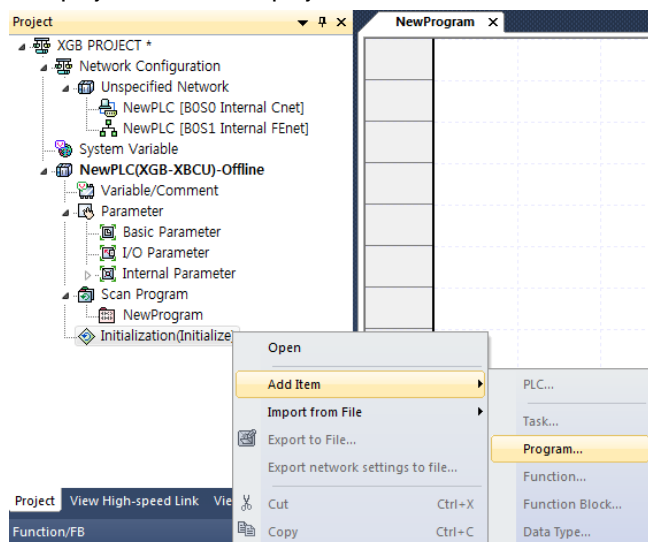 Project
NewProgram
XGB PROJECT *
Network Configuration
Unspecified Network
NewPLC [B0S0 Internal Cnet]
NewPLC [B0S1 Internal FEnet]
System Variable
NewPLC(XGB-XBCU)-Offline
Variable/Comment
Parameter
Basic Parameter
I/O Parameter
Internal Parameter
Scan Program
NewProgram
Initialization(Initialize)
Open
Add Item
Import from File
Export to File...
Export network settings to file...
Cut Ctrl+X
Copy Ctrl+C
PLC...
Task...
Program...
Function...
Function Block...
Data Type...
Project View High-speed Link Vie
Function/FB